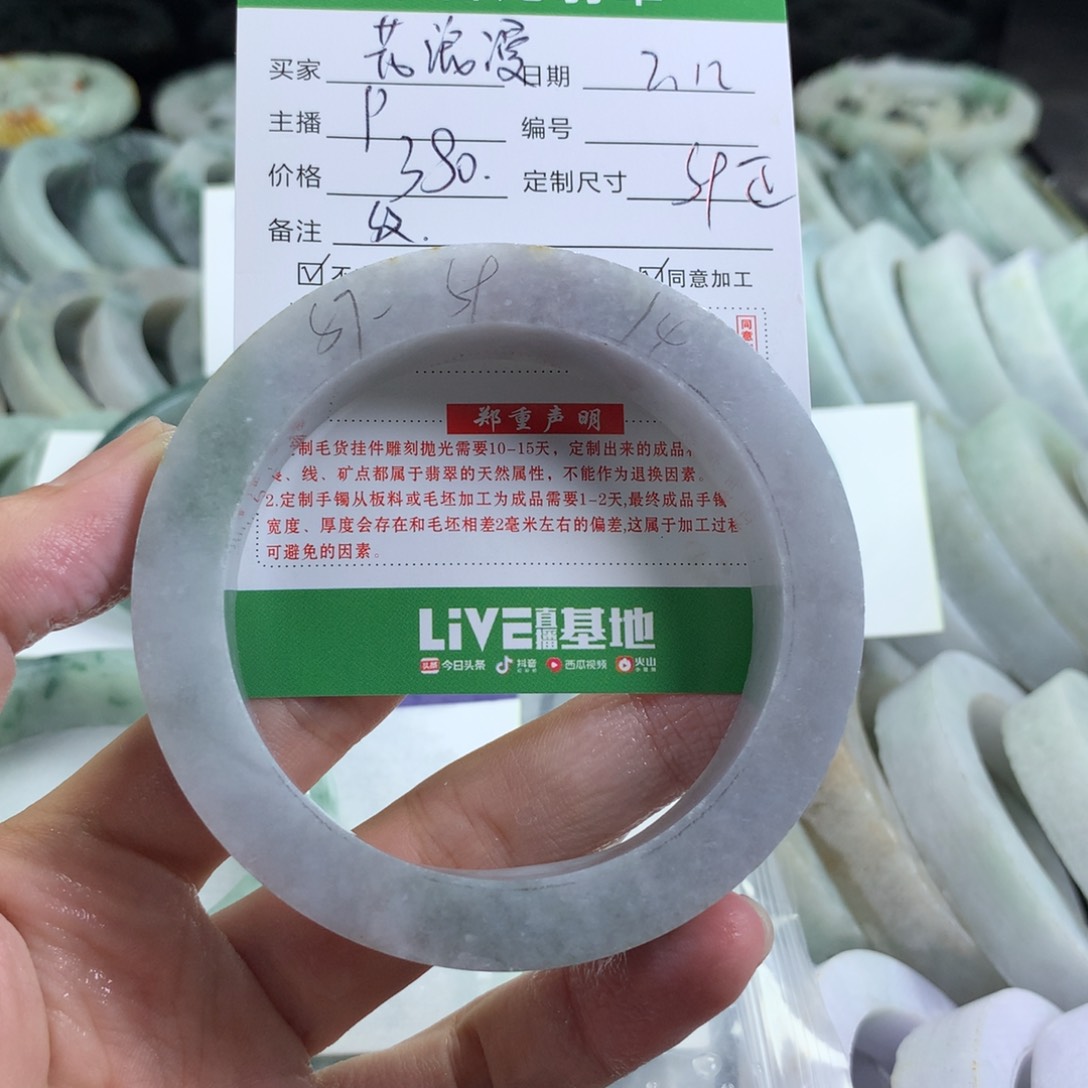 买家 花浪漫 日期 2.12
主播 P 编号
价格 380. 定制尺寸 54正
备注
同意加工
同意
54 14
郑重声明
制毛货挂件雕刻抛光需要10-15天，定制出来的成品
、线、矿点都属于翡翠的天然属性，不能作为退换因素。
2.定制手镯从板料或毛坯加工为成品需要1-2天,最终成品手镯
宽度、厚度会存在和毛坯相差2毫米左右的偏差,这属于加工过程
可避免的因素。
LiVE直播基地
头条 今日头条 抖音 西瓜视频 火山